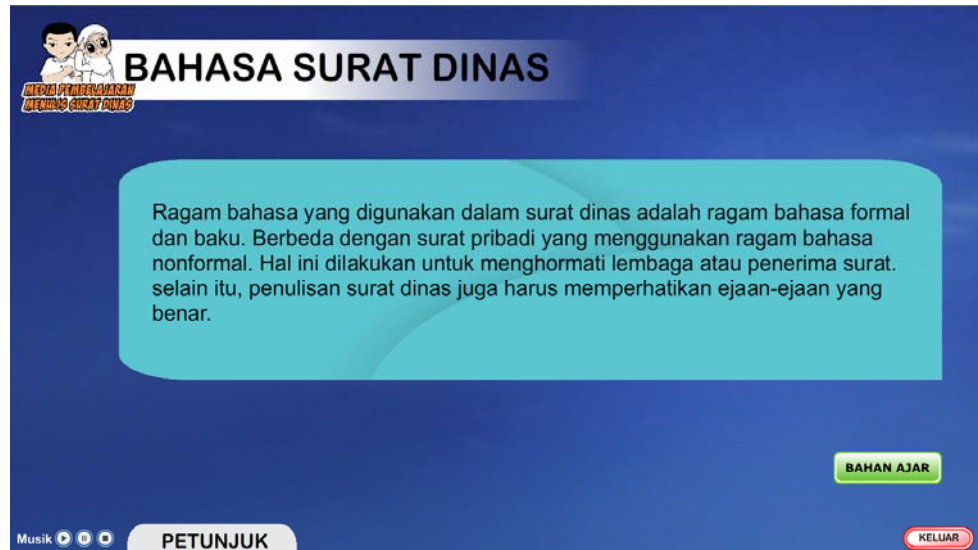 BAHASA SURAT DINAS
MEDIA PEMBELAJARAN
MENULIS SURAT DINAS
Ragam bahasa yang digunakan dalam surat dinas adalah ragam bahasa formal
dan baku. Berbeda dengan surat pribadi yang menggunakan ragam bahasa
nonformal. Hal ini dilakukan untuk menghormati lembaga atau penerima surat.
selain itu, penulisan surat dinas juga harus memperhatikan ejaan-ejaan yang
benar.
BAHAN AJAR
Musik
PETUNJUK
KELUAR